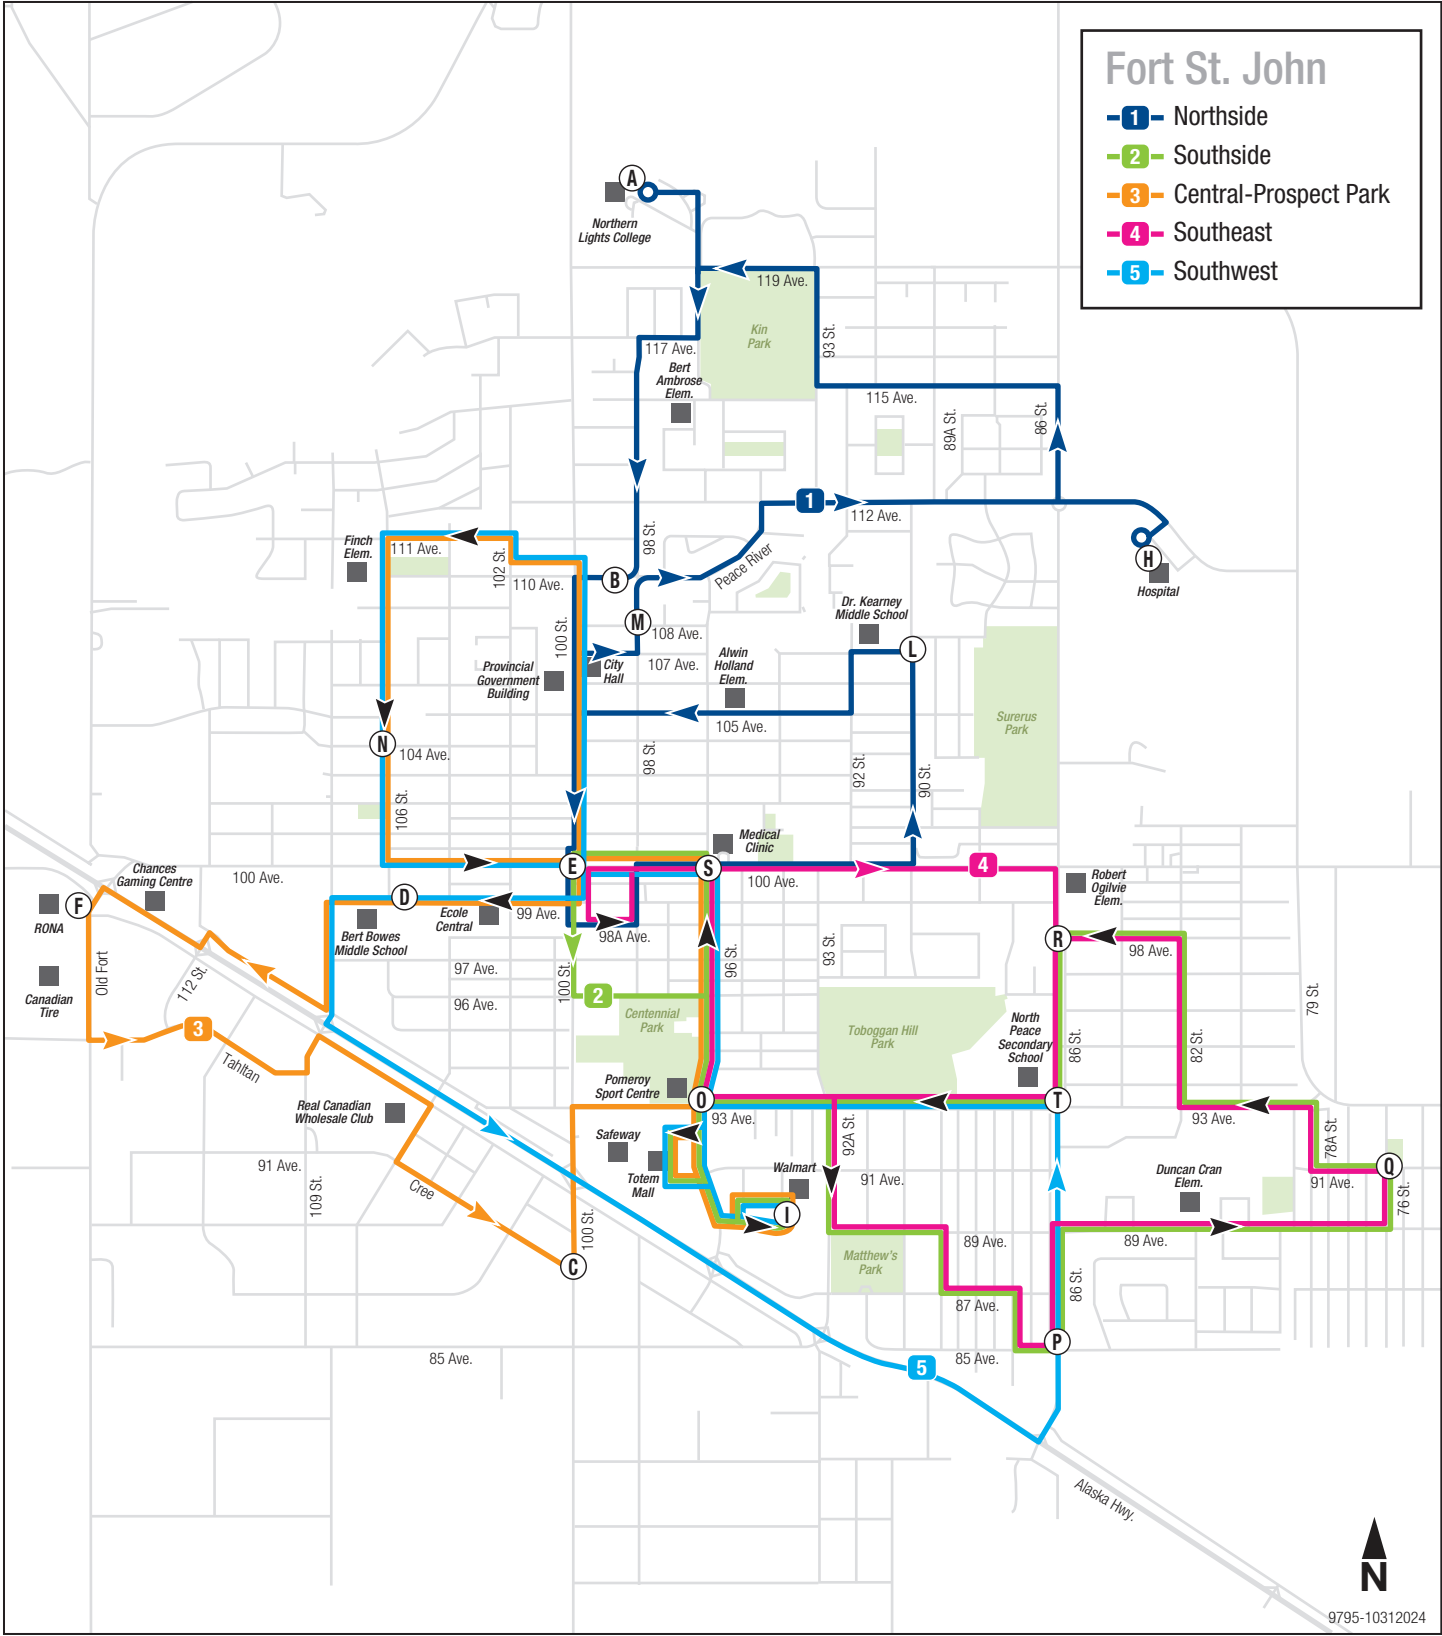 Fort St. John
1 Northside
2 Southside
3 Central-Prospect Park
4 Southeast
5 Southwest
A
Northern
Lights College
119 Ave.
Kin
Park
93 St.
117 Ave.
Bert
Ambrose
Elem.
115 Ave.
89A St.
86 St.
1
112 Ave.
98 St.
Finch
Elem.
111 Ave.
102 St.
110 Ave.
B
Peace River
H
Hospital
M
108 Ave.
100 St.
Dr. Kearney
Middle School
L
107 Ave.
City
Hall
Provincial
Government
Building
Alwin
Holland
Elem.
105 Ave.
Surerus
Park
N
104 Ave.
98 St.
92 St.
90 St.
106 St.
Medical
Clinic
E
S
4
100 Ave.
100 Ave.
Chances
Gaming Centre
Robert
Ogilvie
Elem.
F
RONA
D
Ecole
Central
99 Ave.
Bert Bowes
Middle School
98A Ave.
R
98 Ave.
97 Ave.
96 St.
93 St.
Old Fort
112 St.
Canadian
Tire
96 Ave.
100 St.
2
Centennial
Park
79 St.
3
Tahltan
Toboggan Hill
Park
North
Peace
Secondary
School
86 St.
82 St.
Pomeroy
Sport Centre
O
T
Real Canadian
Wholesale Club
93 Ave.
93 Ave.
92A St.
78A St.
Safeway
Totem
Mall
Walmart
91 Ave.
91 Ave.
Duncan Cran
Elem.
Q
91 Ave.
76 St.
109 St.
Cree
100 St.
I
89 Ave.
89 Ave.
Matthew's
Park
C
86 St.
87 Ave.
P
85 Ave.
85 Ave.
5
Alaska Hwy.
N
9795-10312024